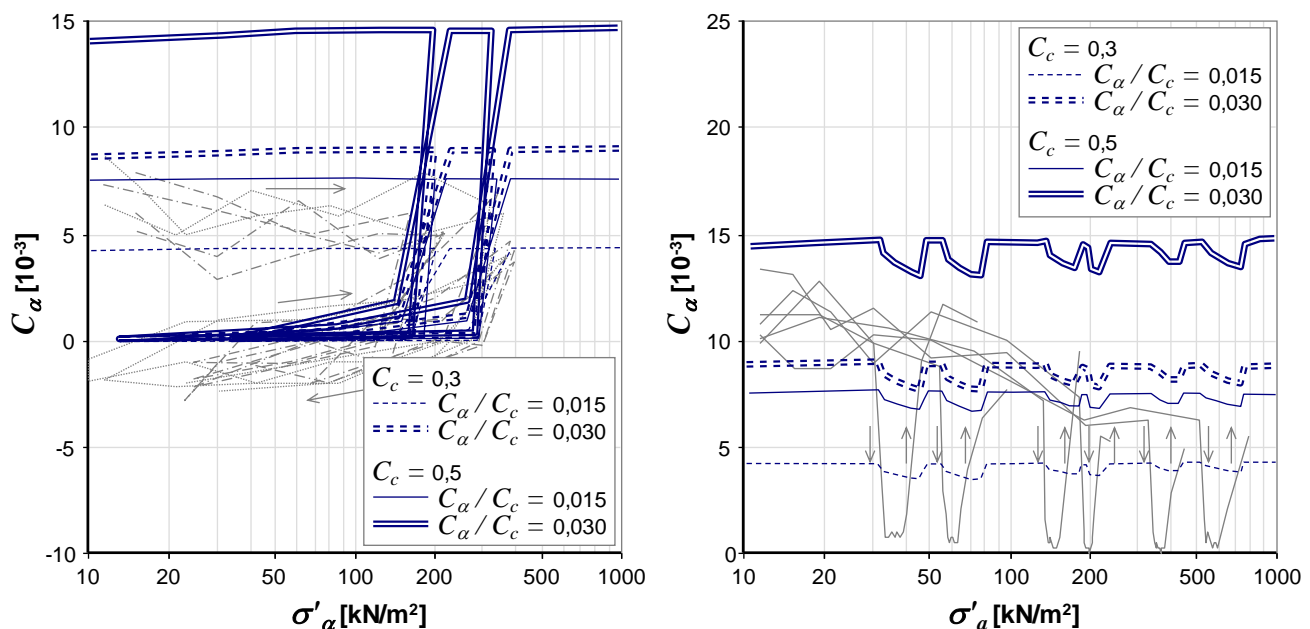 15
10
5
0
-5
-10
C_α [10⁻³]
10 20 50 100 200 500 1000
σ'_α [kN/m²]
C_c = 0,3
C_α / C_c = 0,015
C_α / C_c = 0,030
C_c = 0,5
C_α / C_c = 0,015
C_α / C_c = 0,030
25
20
15
10
5
0
C_α [10⁻³]
10 20 50 100 200 500 1000
σ'_a [kN/m²]
C_c = 0,3
C_α / C_c = 0,015
C_α / C_c = 0,030
C_c = 0,5
C_α / C_c = 0,015
C_α / C_c = 0,030